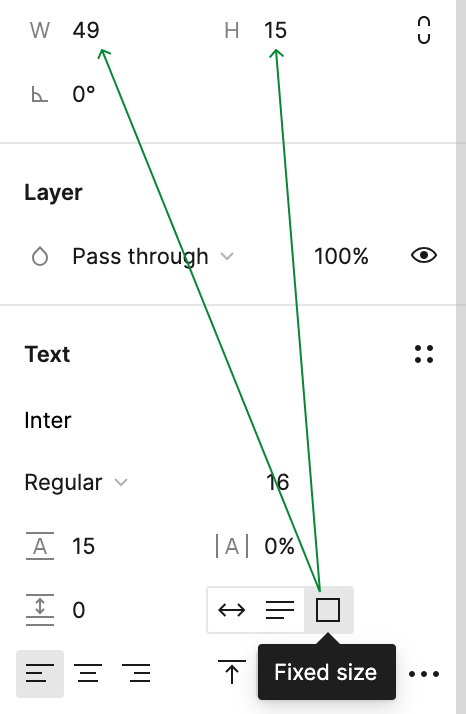 W 49 H 15
0°
Layer
Pass through 100%
Text
Inter
Regular 16
A 15 |A| 0%
0
Fixed size